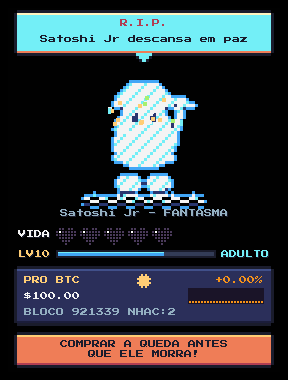 R.I.P.
Satoshi Jr descansa em paz
Satoshi Jr - FANTASMA
VIDA
LV10 ADULTO
PRO BTC +0.00%
$100.00
BLOCO 921339 NHAC:2
COMPRAR A QUEDA ANTES
QUE ELE MORRA!